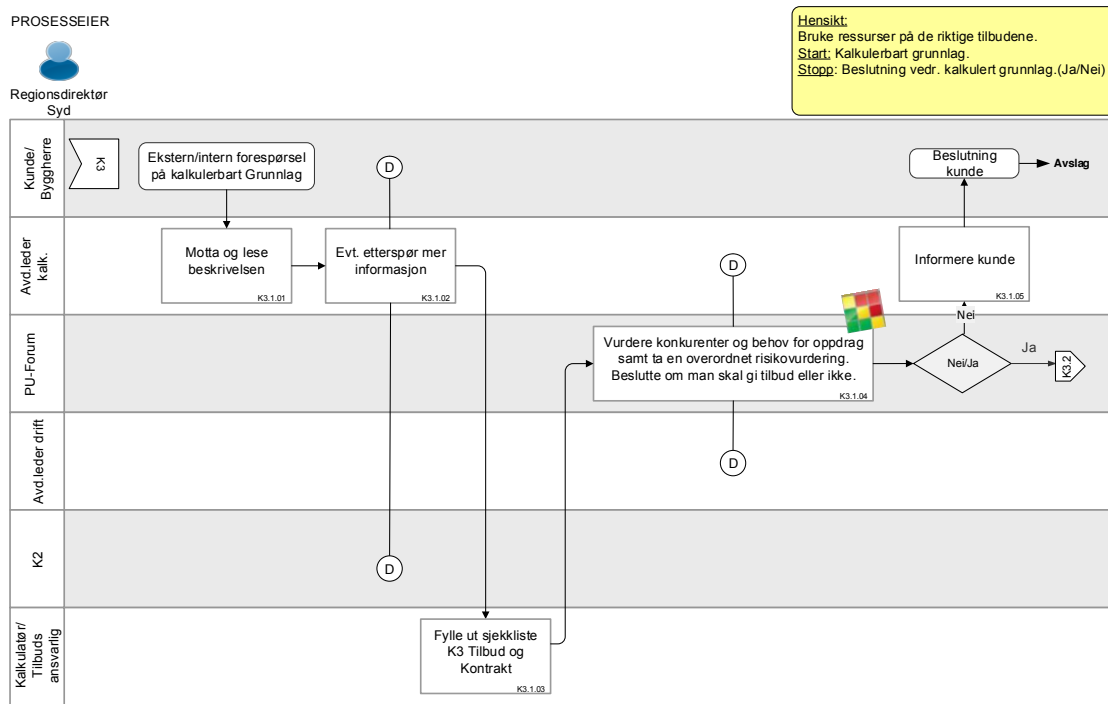 PROSESSEIER
Regionsdirektør
Syd
Hensikt:
Bruke ressurser på de riktige tilbudene.
Start: Kalkulerbart grunnlag.
Stopp: Beslutning vedr. kalkulert grunnlag.(Ja/Nei)
Kunde/
Byggherre
K3
Ekstern/intern forespørsel
på kalkulerbart Grunnlag
D
Beslutning
kunde
Avslag
Avd.leder
kalk.
Motta og lese
beskrivelsen
K3.1.01
Evt. etterspør mer
informasjon
K3.1.02
D
Informere kunde
K3.1.05
PU-Forum
Vurdere konkurenter og behov for oppdrag
samt ta en overordnet risikovurdering.
Beslutte om man skal gi tilbud eller ikke.
K3.1.04
Nei
Nei/Ja
Ja
K3.2
Avd.leder drift
D
K2
D
Kalkulatør/
Tilbuds
ansvarlig
Fylle ut sjekkliste
K3 Tilbud og
Kontrakt
K3.1.03